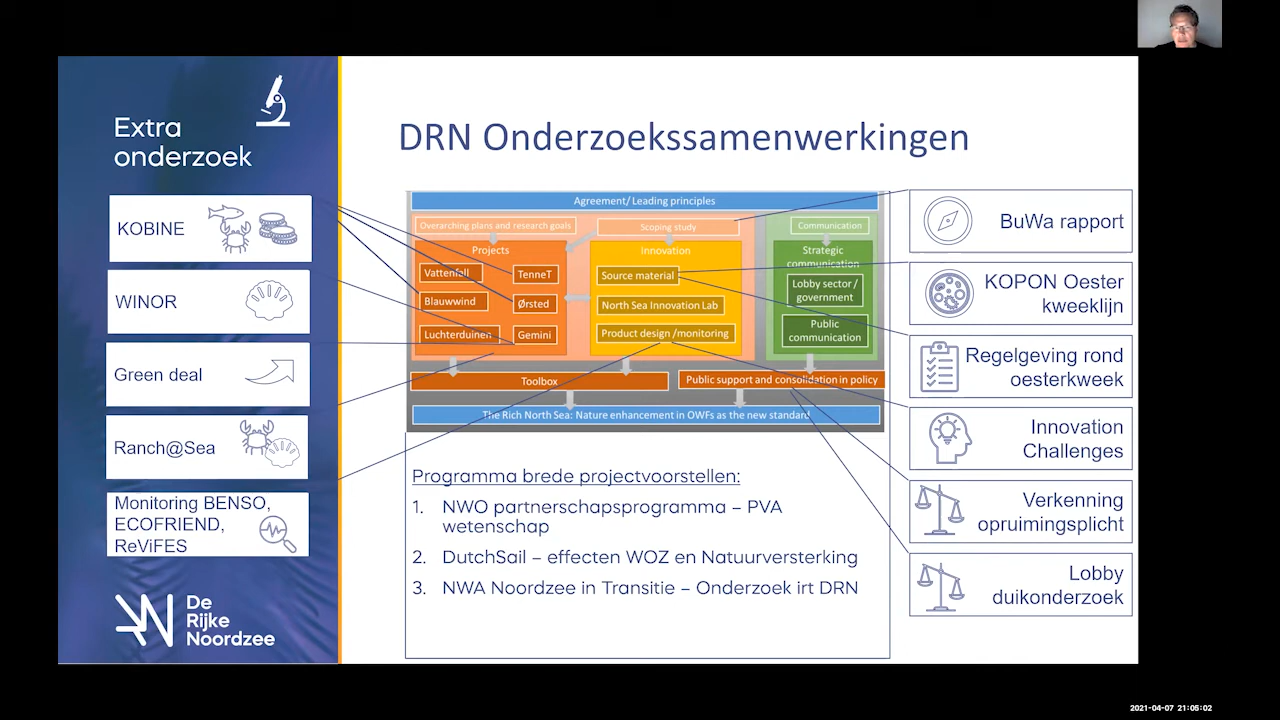 Extra
onderzoek
KOBINE
WINOR
Green deal
Ranch@Sea
Monitoring BENSO,
ECOFRIEND,
ReViFES
De
Rijke
Noordzee
DRN Onderzoekssamenwerkingen
Agreement/ Leading principles
Overarching plans and research goals
Scoping study
Communication
Projects
Innovation
Strategic
communication
Vattenfall
TenneT
Source material
Lobby sector /
government
Blauwwind
Ørsted
North Sea Innovation Lab
Luchterduinen
Gemini
Product design /monitoring
Public
communication
Toolbox
Public support and consolidation in policy
The Rich North Sea: Nature enhancement in OWFs as the new standard
Programma brede projectvoorstellen:
1. NWO partnerschapsprogramma – PVA
wetenschap
2. DutchSail – effecten WOZ en Natuurversterking
3. NWA Noordzee in Transitie – Onderzoek irt DRN
BuWa rapport
KOPON Oester
kweeklijn
Regelgeving rond
oesterkweek
Innovation
Challenges
Verkenning
opruimingsplicht
Lobby
duikonderzoek
2021-04-07 21:05:02